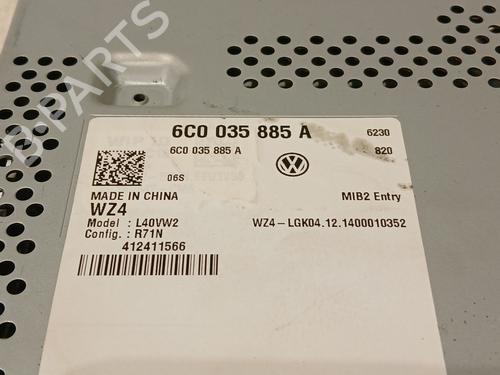 6C0 035 885 A
6230
6C0 035 885 A
820
06S
MADE IN CHINA
MIB2 Entry
WZ4
Model : L40VW2
WZ4-LGK04.12.1400010352
Config. : R71N
412411566
B-PARTS